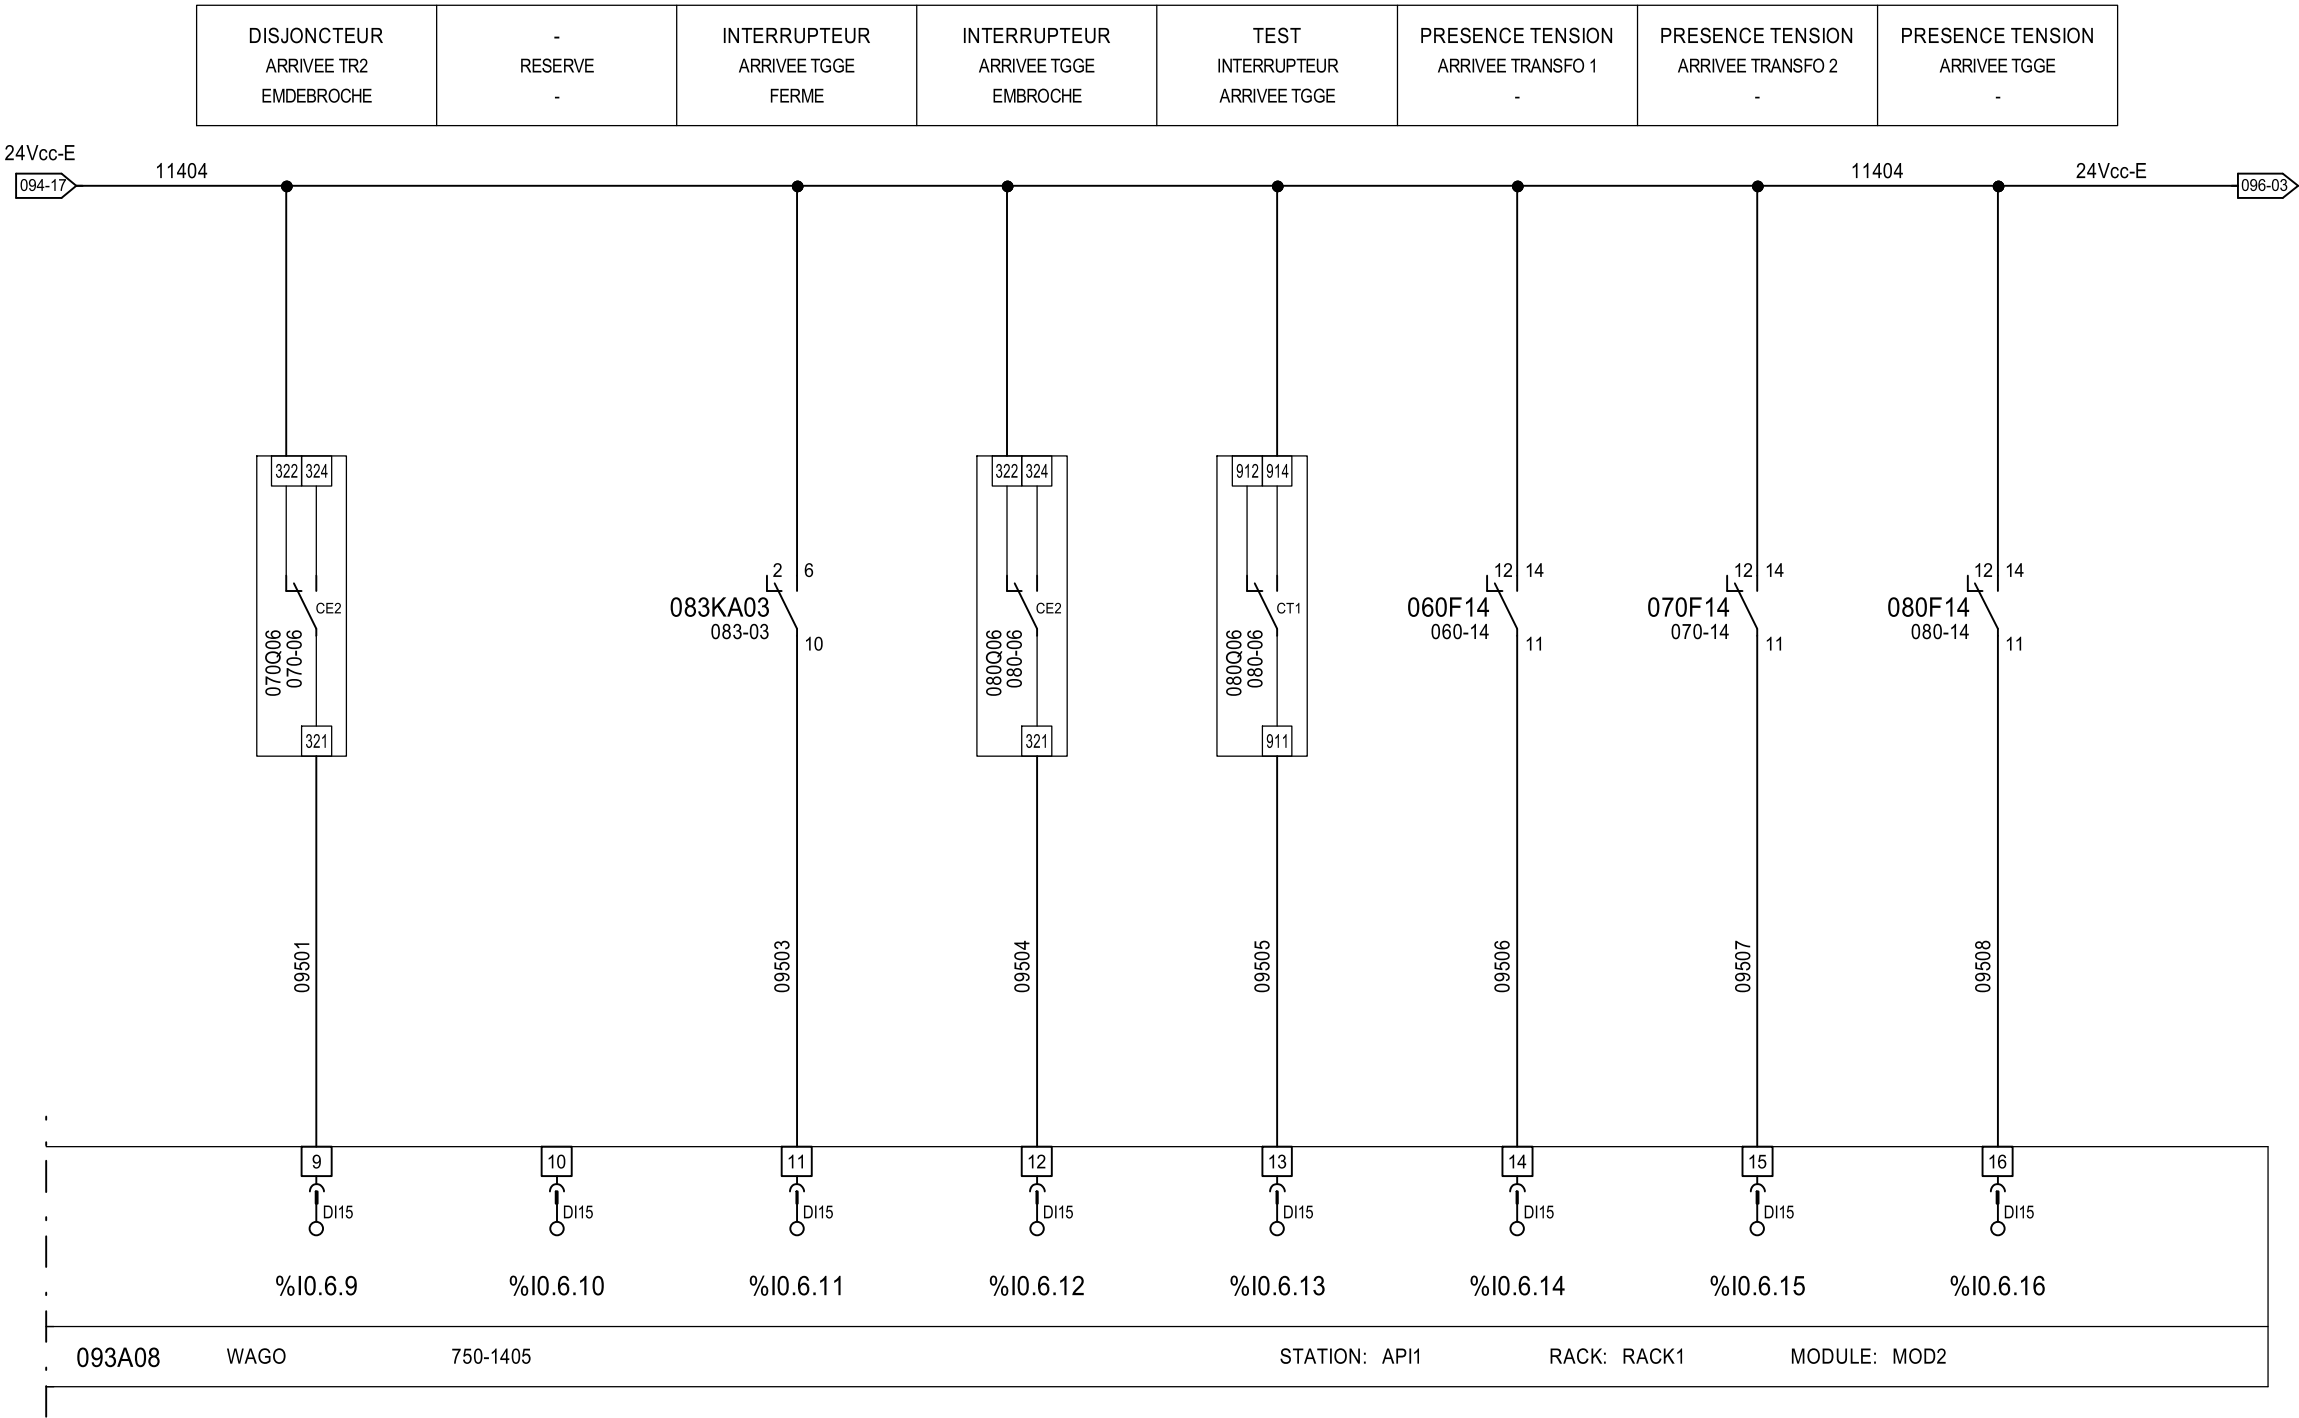 DISJONCTEUR
ARRIVEE TR2
EMDEBROCHE
-
RESERVE
-
INTERRUPTEUR
ARRIVEE TGGE
FERME
INTERRUPTEUR
ARRIVEE TGGE
EMBROCHE
TEST
INTERRUPTEUR
ARRIVEE TGGE
PRESENCE TENSION
ARRIVEE TRANSFO 1
-
PRESENCE TENSION
ARRIVEE TRANSFO 2
-
PRESENCE TENSION
ARRIVEE TGGE
-
24Vcc-E
094-17
11404
11404
24Vcc-E
096-03
322 324
CE2
070Q06
070-06
321
2 6
083KA03
083-03
10
322 324
CE2
080Q06
080-06
321
912 914
CT1
080Q06
080-06
911
12 14
060F14
060-14
11
12 14
070F14
070-14
11
12 14
080F14
080-14
11
09501
09503
09504
09505
09506
09507
09508
9
10
11
12
13
14
15
16
DI15
DI15
DI15
DI15
DI15
DI15
DI15
DI15
%I0.6.9
%I0.6.10
%I0.6.11
%I0.6.12
%I0.6.13
%I0.6.14
%I0.6.15
%I0.6.16
093A08 WAGO 750-1405 STATION: API1 RACK: RACK1 MODULE: MOD2